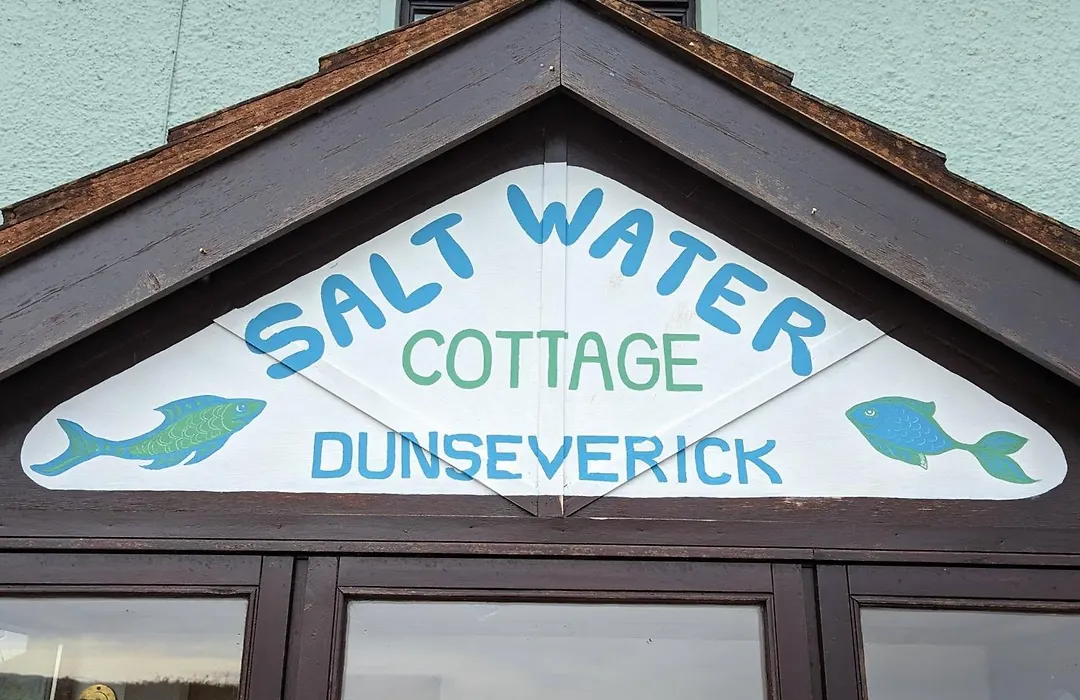 SALT WATER
COTTAGE
DUNSEVERICK